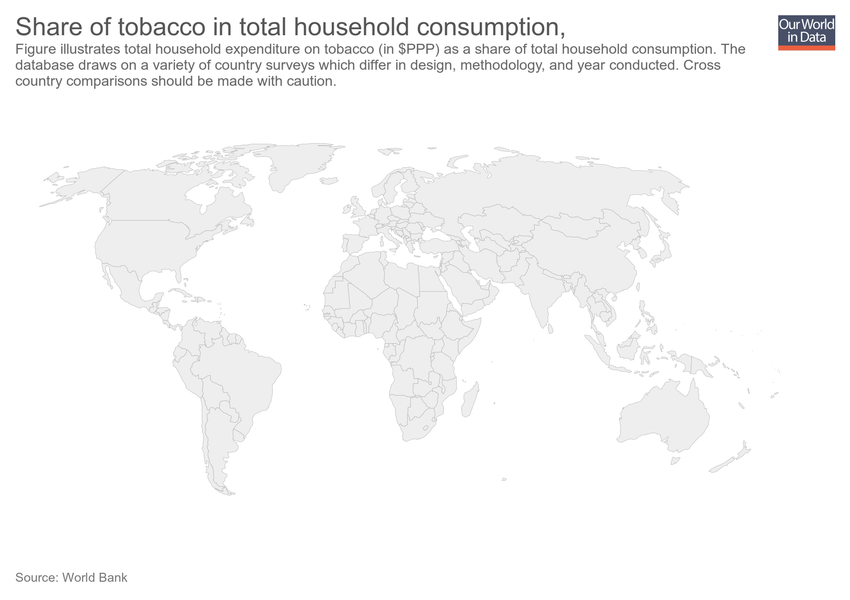 Share of tobacco in total household consumption,
Our World
in Data
Figure illustrates total household expenditure on tobacco (in $PPP) as a share of total household consumption. The
database draws on a variety of country surveys which differ in design, methodology, and year conducted. Cross
country comparisons should be made with caution.
Source: World Bank